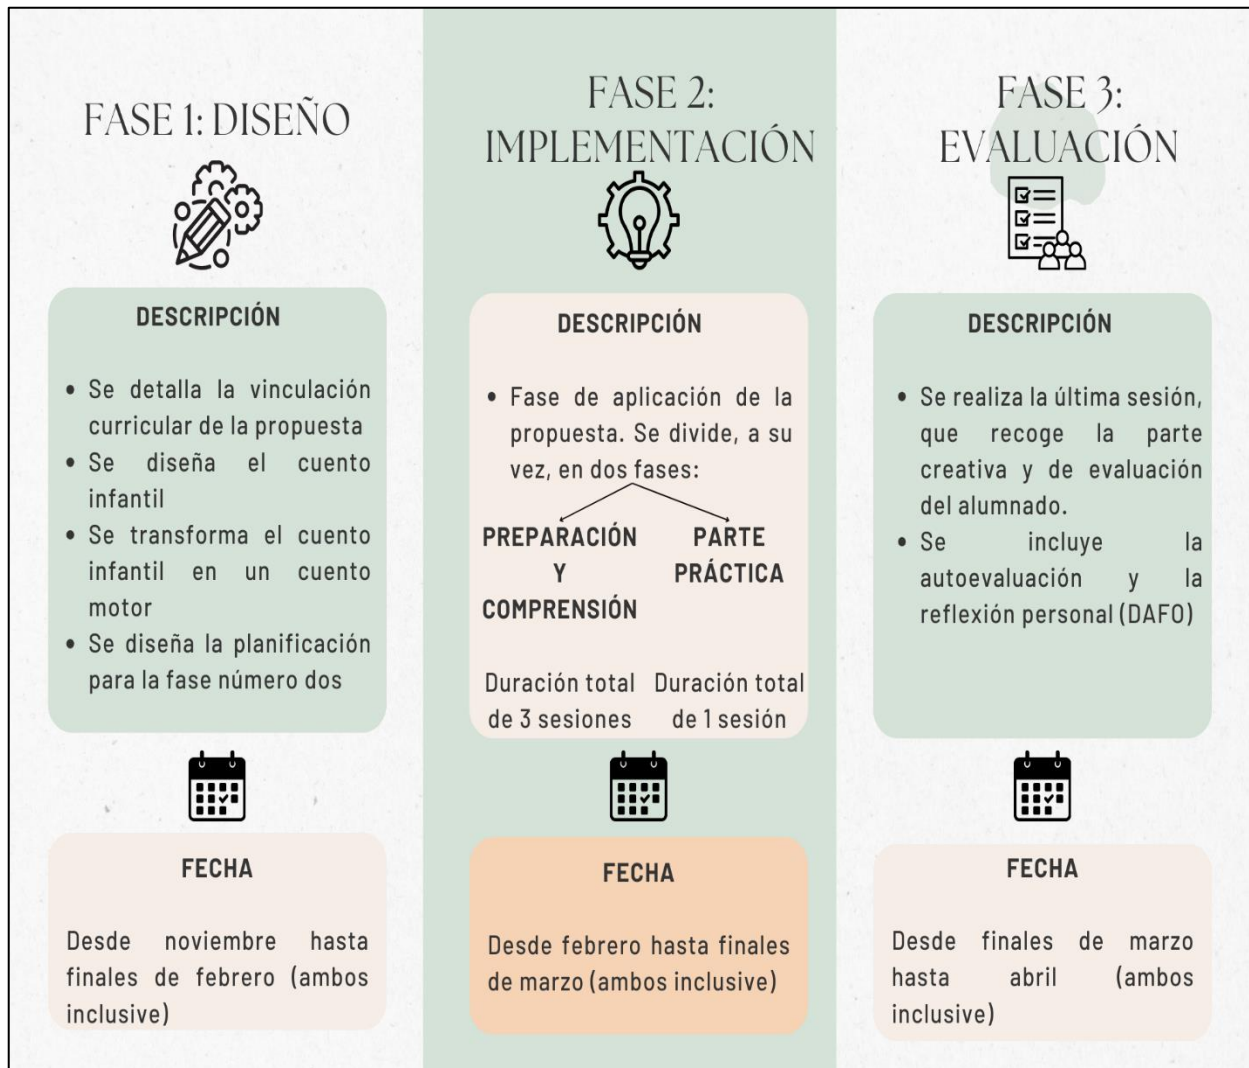 FASE 1: DISEÑO
DESCRIPCIÓN
• Se detalla la vinculación
curricular de la propuesta
• Se diseña el cuento
infantil
• Se transforma el cuento
infantil en un cuento
motor
• Se diseña la planificación
para la fase número dos
FECHA
Desde noviembre hasta
finales de febrero (ambos
inclusive)
FASE 2:
IMPLEMENTACIÓN
DESCRIPCIÓN
• Fase de aplicación de la
propuesta. Se divide, a su
vez, en dos fases:
PREPARACIÓN
Y
COMPRENSIÓN
Duración total
de 3 sesiones
PARTE
PRÁCTICA
Duración total
de 1 sesión
FECHA
Desde febrero hasta finales
de marzo (ambos inclusive)
FASE 3:
EVALUACIÓN
DESCRIPCIÓN
• Se realiza la última sesión,
que recoge la parte
creativa y de evaluación
del alumnado.
• Se incluye la
autoevaluación y la
reflexión personal (DAFO)
FECHA
Desde finales de marzo
hasta abril (ambos
inclusive)